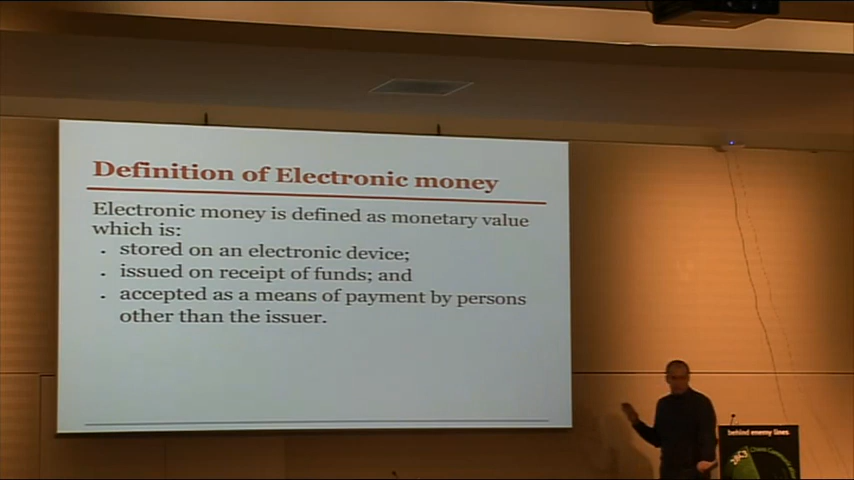 Definition of Electronic money
Electronic money is defined as monetary value
which is:
stored on an electronic device;
issued on receipt of funds; and
accepted as a means of payment by persons
other than the issuer.
behind enemy lines.